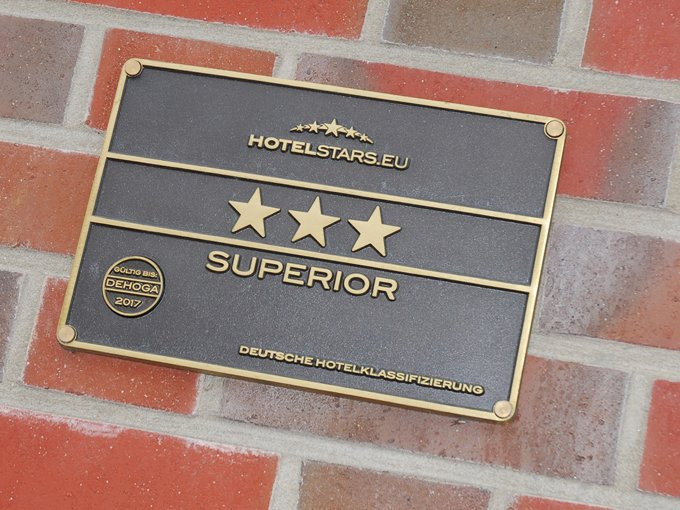 HOTELSTARS.EU
SUPERIOR
GÜLTIG BIS:
DEHOGA
2017
DEUTSCHE HOTELKLASSIFIZIERUNG